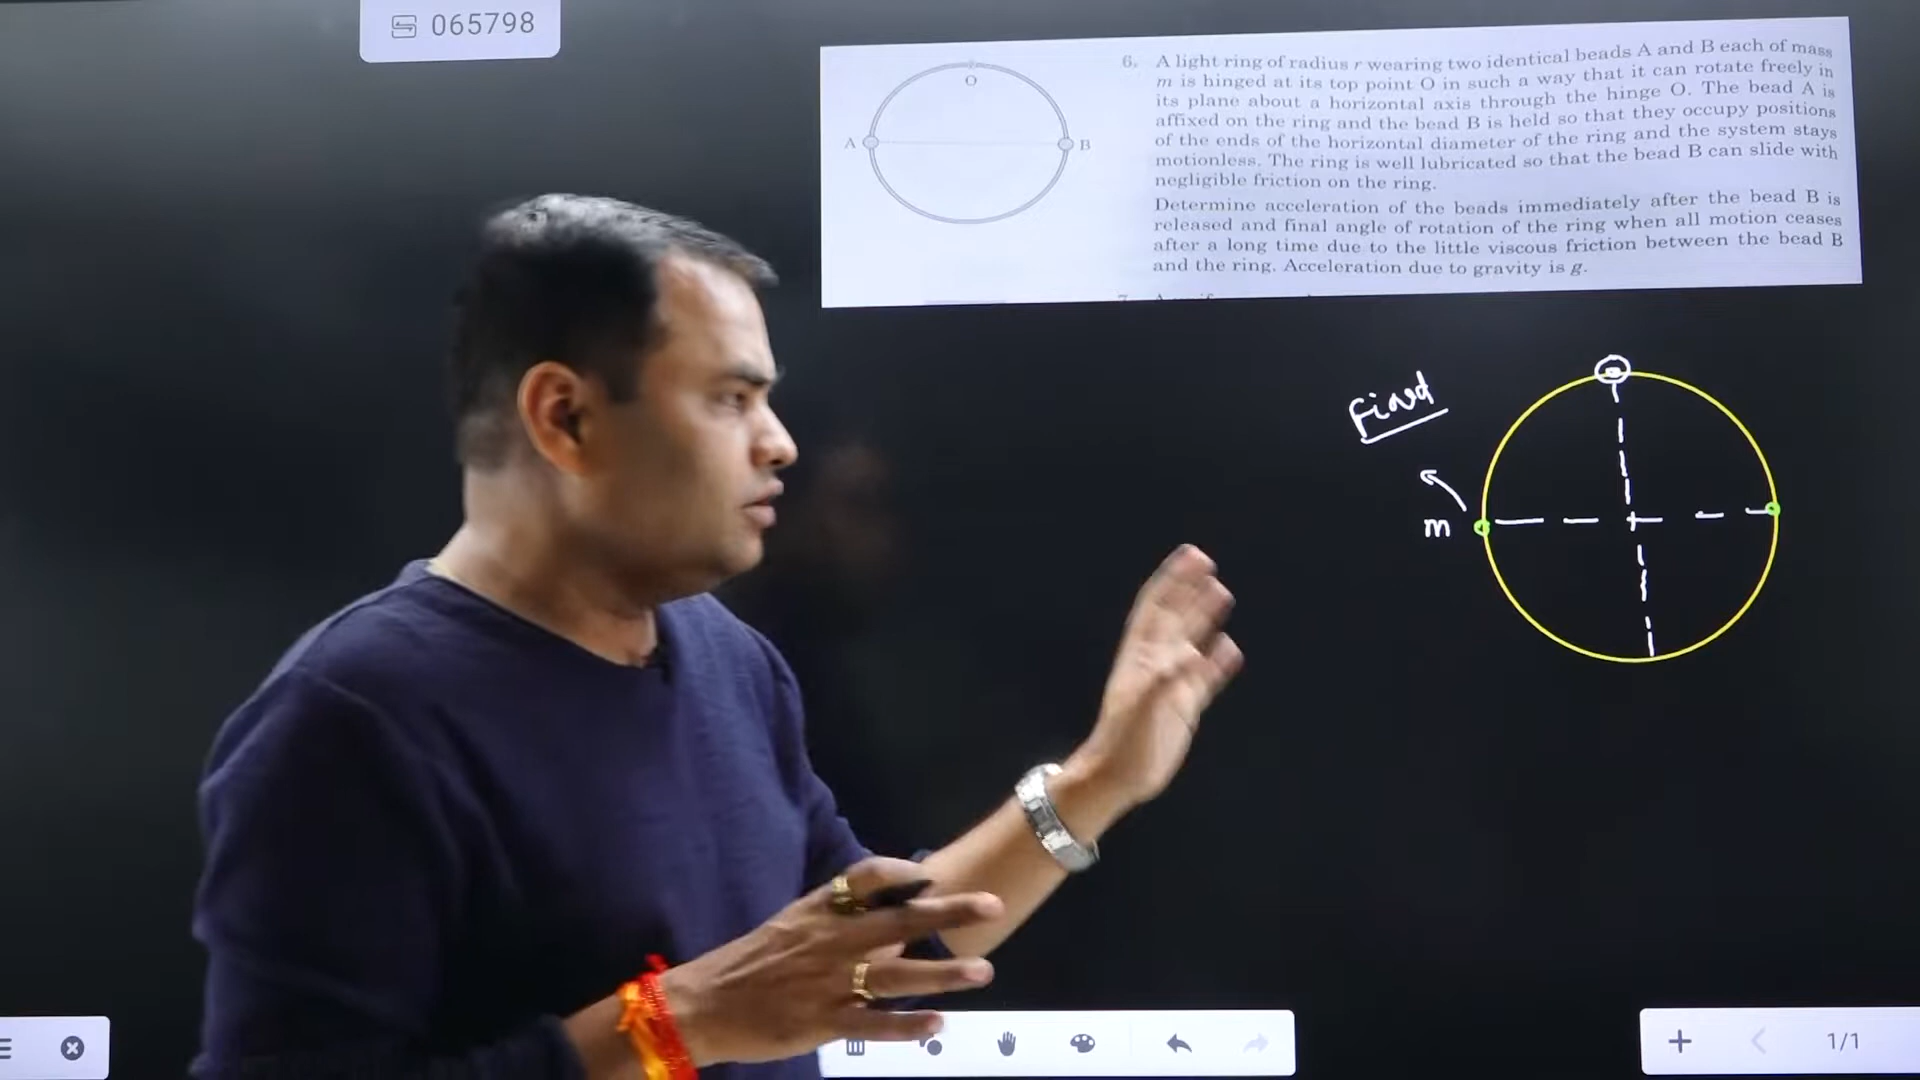 065798
O
A
B
6. A light ring of radius r wearing two identical beads A and B each of mass
m is hinged at its top point O in such a way that it can rotate freely in
its plane about a horizontal axis through the hinge O. The bead A is
affixed on the ring and the bead B is held so that they occupy positions
of the ends of the horizontal diameter of the ring and the system stays
motionless. The ring is well lubricated so that the bead B can slide with
negligible friction on the ring.
Determine acceleration of the beads immediately after the bead B is
released and final angle of rotation of the ring when all motion ceases
after a long time due to the little viscous friction between the bead B
and the ring. Acceleration due to gravity is g.
Fixed
m
1/1